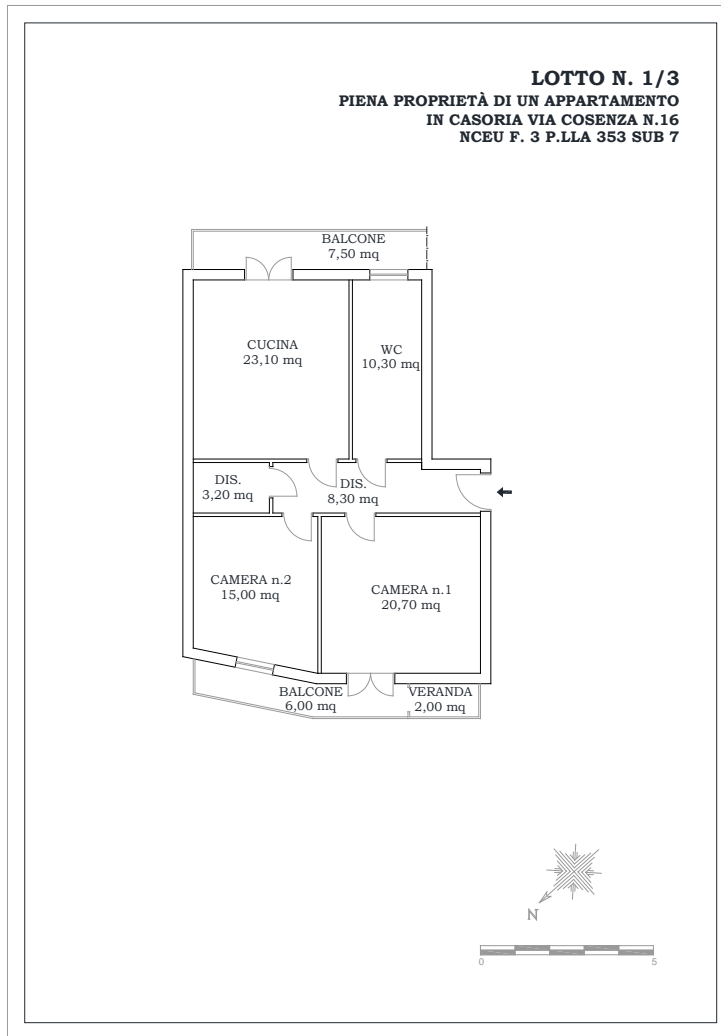 LOTTO N. 1/3
PIENA PROPRIETÀ DI UN APPARTAMENTO
IN CASORIA VIA COSENZA N.16
NCEU F. 3 P.LLA 353 SUB 7
BALCONE
7,50 mq
CUCINA
23,10 mq
WC
10,30 mq
DIS.
3,20 mq
DIS.
8,30 mq
CAMERA n.2
15,00 mq
CAMERA n.1
20,70 mq
BALCONE
6,00 mq
VERANDA
2,00 mq
N
0 5